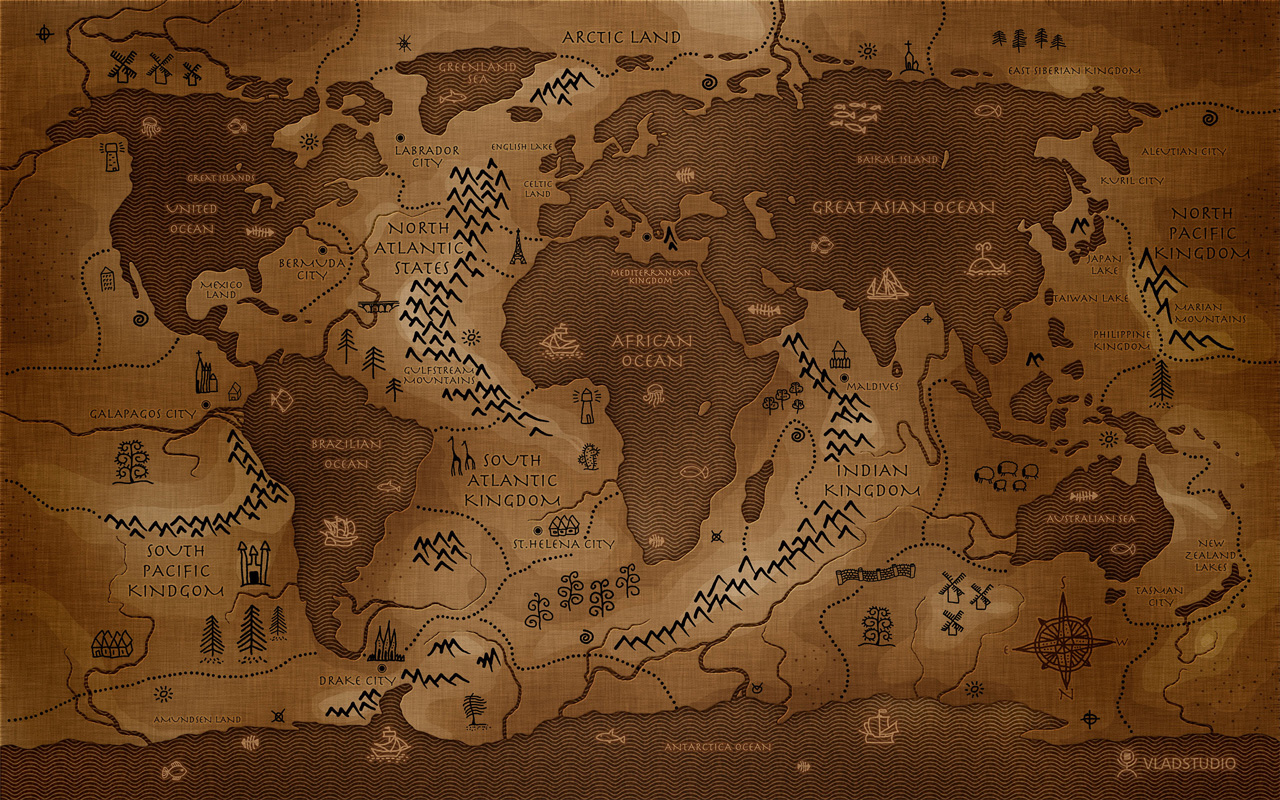 ARCTIC LAND
GREENLAND
SEA
EAST SIBERIAN KINGDOM
LABRADOR
CITY
ENGLISH LAKE
CELTIC
LAND
BAIKAL ISLAND
ALEUTIAN CITY
KURIL CITY
GREAT ISLANDS
UNITED
OCEAN
GREAT ASIAN OCEAN
NORTH
PACIFIC
KINGDOM
NORTH
ATLANTIC
STATES
BERMUDA
CITY
MEXICO
LAND
MEDITERRANEAN
KINGDOM
JAPAN
LAKE
TAIWAN LAKE
MARIAN
MOUNTAINS
PHILIPPINE
KINGDOM
AFRICAN
OCEAN
GULFSTREAM
MOUNTAINS
MALDIVES
GALAPAGOS CITY
BRAZILIAN
OCEAN
SOUTH
ATLANTIC
KINGDOM
INDIAN
KINGDOM
AUSTRALIAN SEA
ST.HELENA CITY
SOUTH
PACIFIC
KINDGOM
NEW
ZEALAND
LAKES
TASMAN
CITY
S
E
W
N
DRAKE CITY
AMUNDSEN LAND
ANTARCTICA OCEAN
VLADSTUDIO